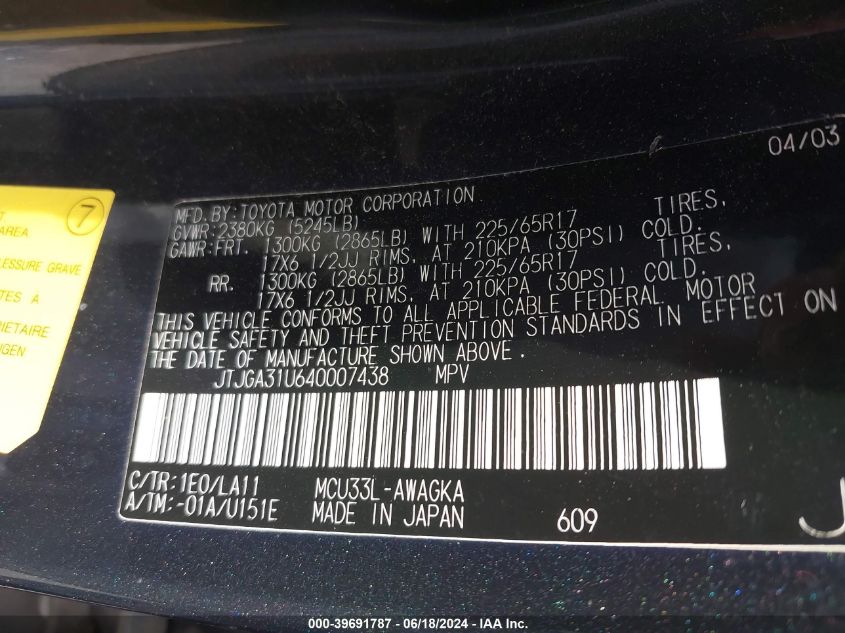 04/03
MFD. BY: TOYOTA MOTOR CORPORATION
GVWR: 2380KG (5245LB)
GAWR: FRT. 1300KG (2865LB) WITH 225/65R17 TIRES,
17X6 1/2JJ RIMS, AT 210KPA (30PSI) COLD.
RR. 1300KG (2865LB) WITH 225/65R17 TIRES,
17X6 1/2JJ RIMS, AT 210KPA (30PSI) COLD.
THIS VEHICLE CONFORMS TO ALL APPLICABLE FEDERAL MOTOR
VEHICLE SAFETY AND THEFT PREVENTION STANDARDS IN EFFECT ON
THE DATE OF MANUFACTURE SHOWN ABOVE.
JTJGA31U640007438 MPV
C/TR: 1E0/LA11 MCU33L-AWAGKA
A/TM: -01A/U151E MADE IN JAPAN 609
7
AREA
GRAVE
A
000-39691787 - 06/18/2024 - IAA Inc.